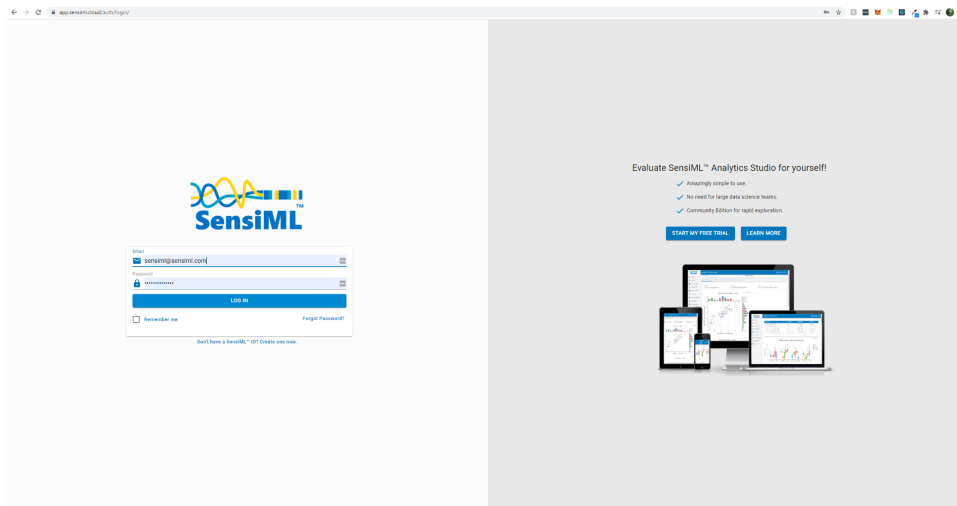 app.sensiml.cloud/auth/login/
SensiML™
Email
sensiml@sensiml.com
Password
••••••••••••••
LOG IN
Remember me
Forgot Password?
Don't have a SensiML™ ID? Create one now.
Evaluate SensiML™ Analytics Studio for yourself!
Amazingly simple to use.
No need for large data science teams.
Community Edition for rapid exploration.
START MY FREE TRIAL
LEARN MORE